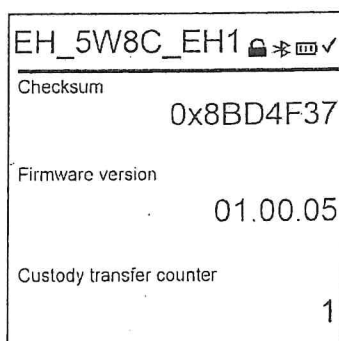 EH_5W8C_EH1
Checksum
0x8BD4F37
Firmware version
01.00.05
Custody transfer counter
1